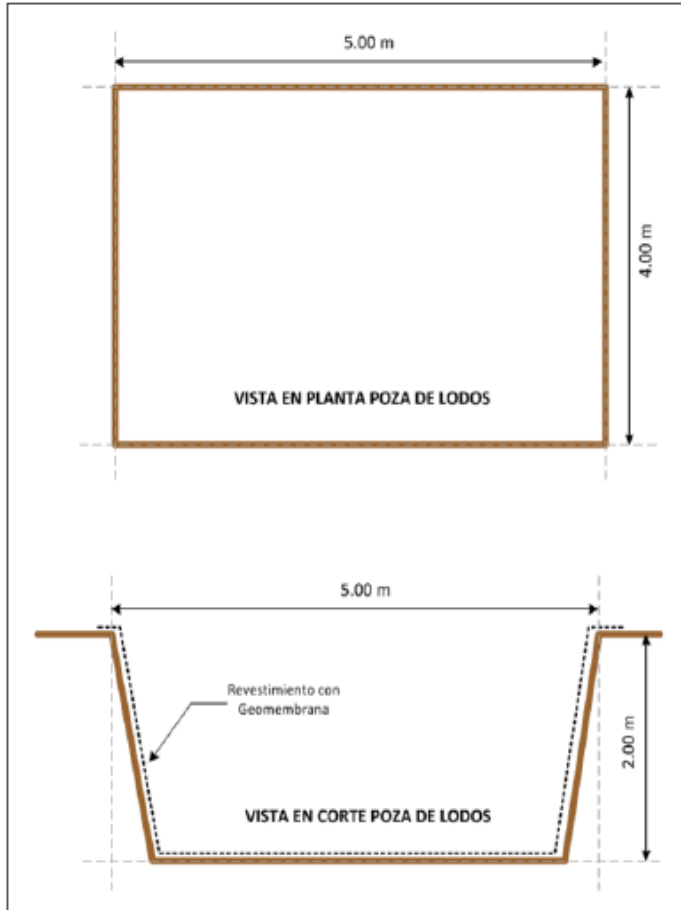 5.00 m
4.00 m
VISTA EN PLANTA POZA DE LODOS
5.00 m
Revestimiento con
Geomembrana
2.00 m
VISTA EN CORTE POZA DE LODOS